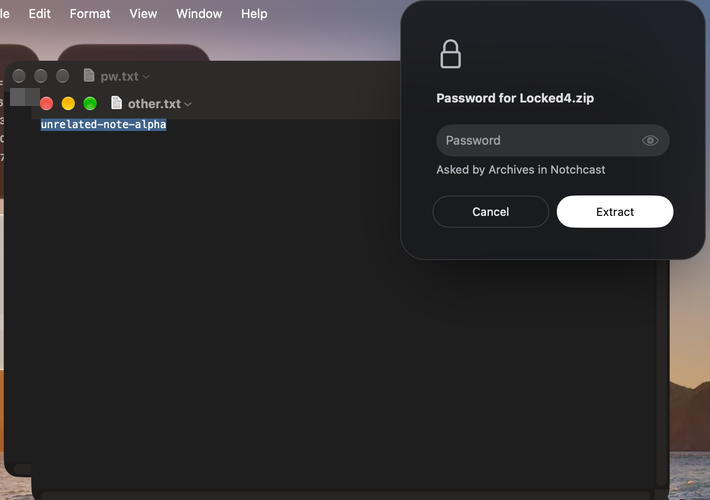 le Edit Format View Window Help
pw.txt
other.txt
unrelated-note-alpha
Password for Locked4.zip
Password
Asked by Archives in Notchcast
Cancel
Extract